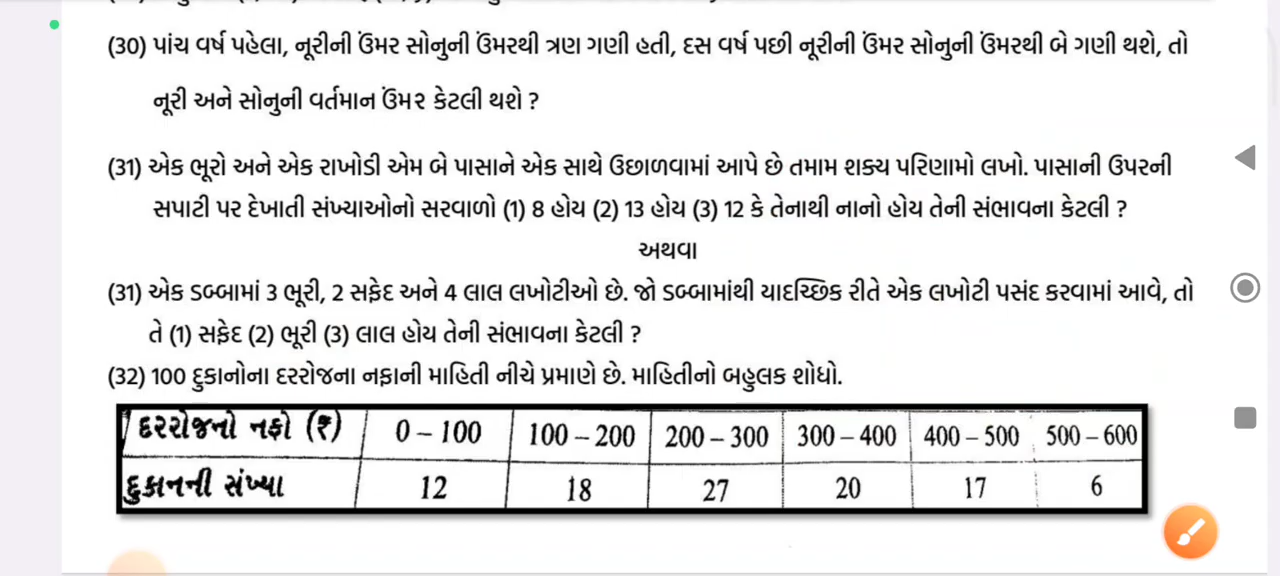 (30) પાંચ વર્ષ પહેલા, નૂરીની ઉંમર સોનુની ઉંમરથી ત્રણ ગણી હતી, દસ વર્ષ પછી નૂરીની ઉંમર સોનુની ઉંમરથી બે ગણી થશે, તો
નૂરી અને સોનુની વર્તમાન ઉંમર કેટલી થશે ?
(31) એક ભૂરો અને એક રાખોડી એમ બે પાસાને એક સાથે ઉછાળવામાં આપે છે તમામ શક્ય પરિણામો લખો. પાસાની ઉપરની
સપાટી પર દેખાતી સંખ્યાઓનો સરવાળો (1) 8 હોય (2) 13 હોય (3) 12 કે તેનાથી નાનો હોય તેની સંભાવના કેટલી ?
અથવા
(31) એક ડબ્બામાં 3 ભૂરી, 2 સફેદ અને 4 લાલ લખોટીઓ છે. જો ડબ્બામાંથી યાદચ્છિક રીતે એક લખોટી પસંદ કરવામાં આવે, તો
તે (1) સફેદ (2) ભૂરી (3) લાલ હોય તેની સંભાવના કેટલી ?
(32) 100 દુકાનોના દરરોજના નફાની માહિતી નીચે પ્રમાણે છે. માહિતીનો બહુલક શોધો.
દરરોજનો નફો (₹) 0 – 100 100 – 200 200 – 300 300 – 400 400 – 500 500 – 600
દુકાનની સંખ્યા 12 18 27 20 17 6